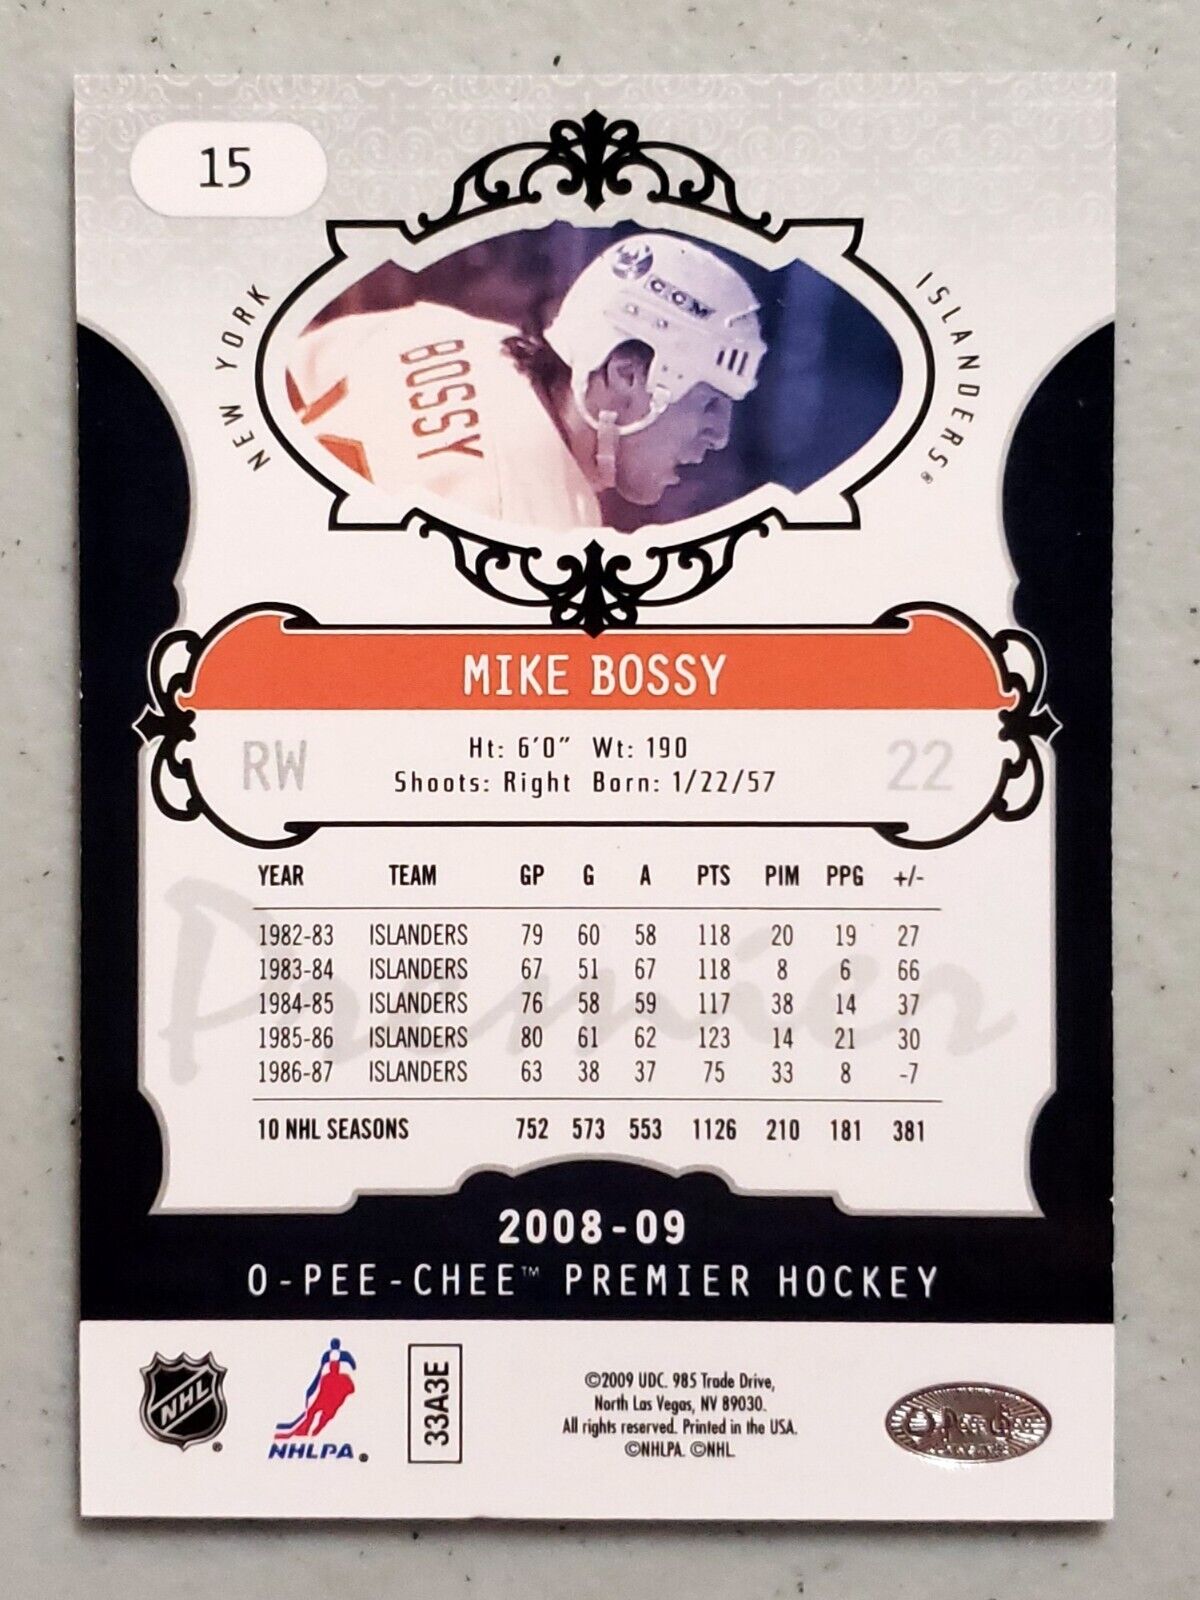 15
NEW YORK
ISLANDERS®
CCM
BOSSY
MIKE BOSSY
RW
Ht: 6'0" Wt: 190
Shoots: Right Born: 1/22/57
22
YEAR TEAM GP G A PTS PIM PPG +/-
1982-83 ISLANDERS 79 60 58 118 20 19 27
1983-84 ISLANDERS 67 51 67 118 8 6 66
1984-85 ISLANDERS 76 58 59 117 38 14 37
1985-86 ISLANDERS 80 61 62 123 14 21 30
1986-87 ISLANDERS 63 38 37 75 33 8 -7
10 NHL SEASONS 752 573 553 1126 210 181 381
Premier
2008-09
O-PEE-CHEE™ PREMIER HOCKEY
NHL®
NHLPA®
33A3E
©2009 UDC. 985 Trade Drive,
North Las Vegas, NV 89030.
All rights reserved. Printed in the USA.
©NHLPA. ©NHL.
O-Pee-Chee